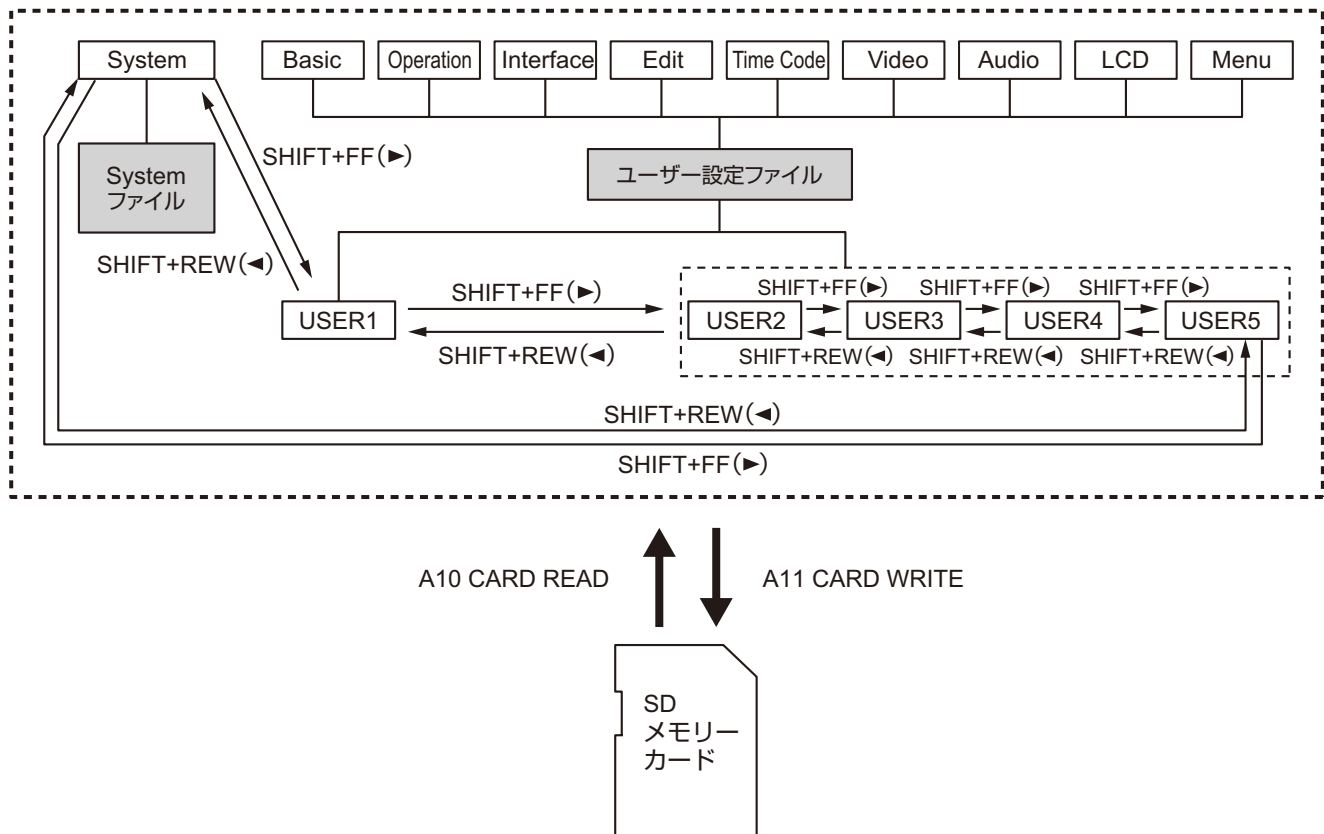 System
Basic
Operation
Interface
Edit
Time Code
Video
Audio
LCD
Menu
System
ファイル
SHIFT+FF(►)
ユーザー設定ファイル
SHIFT+REW(◄)
SHIFT+FF(►)
SHIFT+FF(►)
SHIFT+FF(►)
SHIFT+FF(►)
USER1
USER2
USER3
USER4
USER5
SHIFT+REW(◄)
SHIFT+REW(◄)
SHIFT+REW(◄)
SHIFT+REW(◄)
SHIFT+REW(◄)
SHIFT+FF(►)
A10 CARD READ
A11 CARD WRITE
SD
メモリー
カード